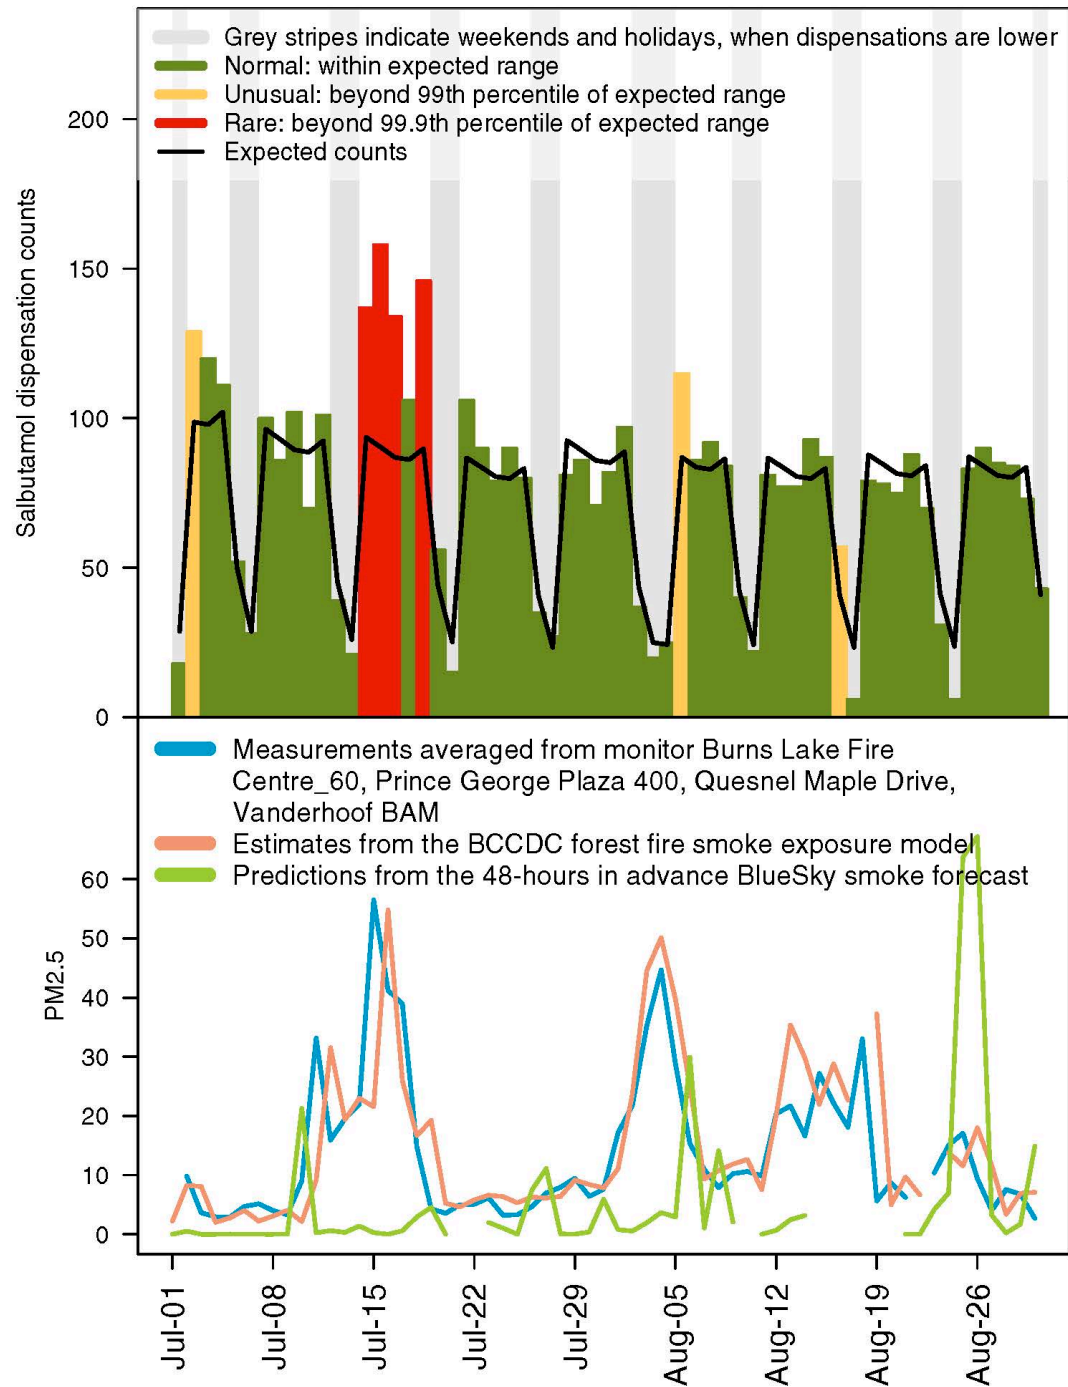 Grey stripes indicate weekends and holidays, when dispensations are lower
Normal: within expected range
Unusual: beyond 99th percentile of expected range
Rare: beyond 99.9th percentile of expected range
Expected counts
Salbutamol dispensation counts
200
150
100
50
0
Measurements averaged from monitor Burns Lake Fire
Centre_60, Prince George Plaza 400, Quesnel Maple Drive,
Vanderhoof BAM
Estimates from the BCCDC forest fire smoke exposure model
Predictions from the 48-hours in advance BlueSky smoke forecast
PM2.5
60
50
40
30
20
10
0
Jul-01
Jul-08
Jul-15
Jul-22
Jul-29
Aug-05
Aug-12
Aug-19
Aug-26